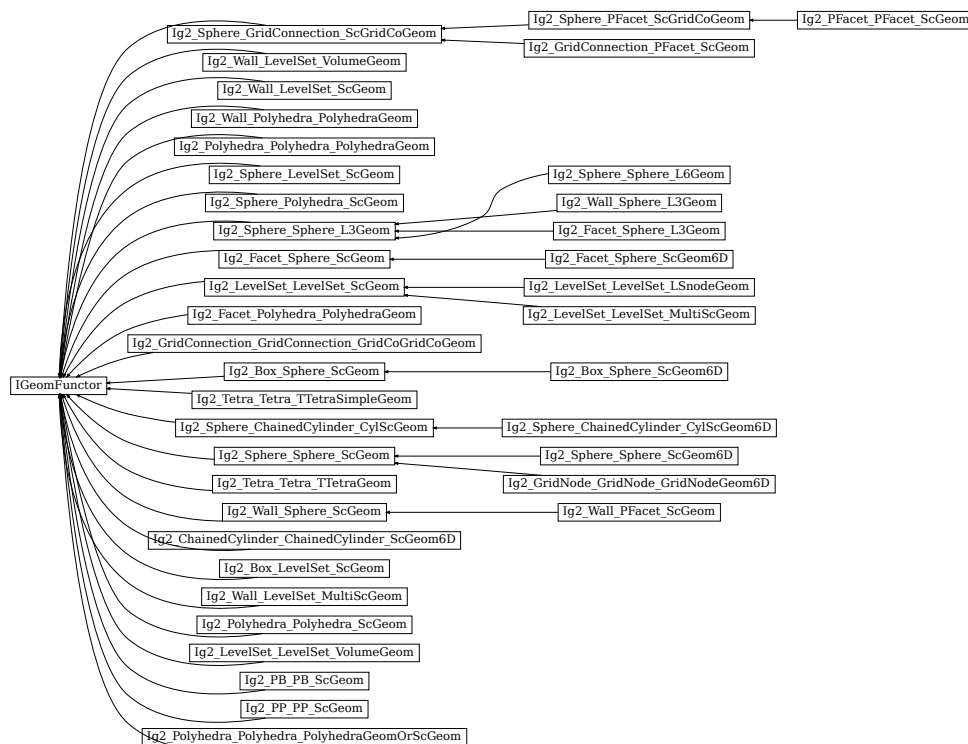 Ig2_Sphere_PFacet_ScGridCoGeom
Ig2_PFacet_PFacet_ScGeom
Ig2_Sphere_GridConnection_ScGridCoGeom
Ig2_GridConnection_PFacet_ScGeom
Ig2_Wall_LevelSet_VolumeGeom
Ig2_Wall_LevelSet_ScGeom
Ig2_Wall_Polyhedra_PolyhedraGeom
Ig2_Polyhedra_Polyhedra_PolyhedraGeom
Ig2_Sphere_LevelSet_ScGeom
Ig2_Sphere_Sphere_L6Geom
Ig2_Sphere_Polyhedra_ScGeom
Ig2_Wall_Sphere_L3Geom
Ig2_Sphere_Sphere_L3Geom
Ig2_Facet_Sphere_L3Geom
Ig2_Facet_Sphere_ScGeom
Ig2_Facet_Sphere_ScGeom6D
Ig2_LevelSet_LevelSet_ScGeom
Ig2_LevelSet_LevelSet_LSnodeGeom
Ig2_Facet_Polyhedra_PolyhedraGeom
Ig2_LevelSet_LevelSet_MultiScGeom
Ig2_GridConnection_GridConnection_GridCoGridCoGeom
Ig2_Box_Sphere_ScGeom
Ig2_Box_Sphere_ScGeom6D
IGeomFunctor
Ig2_Tetra_Tetra_TTetraSimpleGeom
Ig2_Sphere_ChainedCylinder_CylScGeom
Ig2_Sphere_ChainedCylinder_CylScGeom6D
Ig2_Sphere_Sphere_ScGeom
Ig2_Sphere_Sphere_ScGeom6D
Ig2_Tetra_Tetra_TTetraGeom
Ig2_GridNode_GridNode_GridNodeGeom6D
Ig2_Wall_Sphere_ScGeom
Ig2_Wall_PFacet_ScGeom
Ig2_ChainedCylinder_ChainedCylinder_ScGeom6D
Ig2_Box_LevelSet_ScGeom
Ig2_Wall_LevelSet_MultiScGeom
Ig2_Polyhedra_Polyhedra_ScGeom
Ig2_LevelSet_LevelSet_VolumeGeom
Ig2_PB_PB_ScGeom
Ig2_PP_PP_ScGeom
Ig2_Polyhedra_Polyhedra_PolyhedraGeomOrScGeom